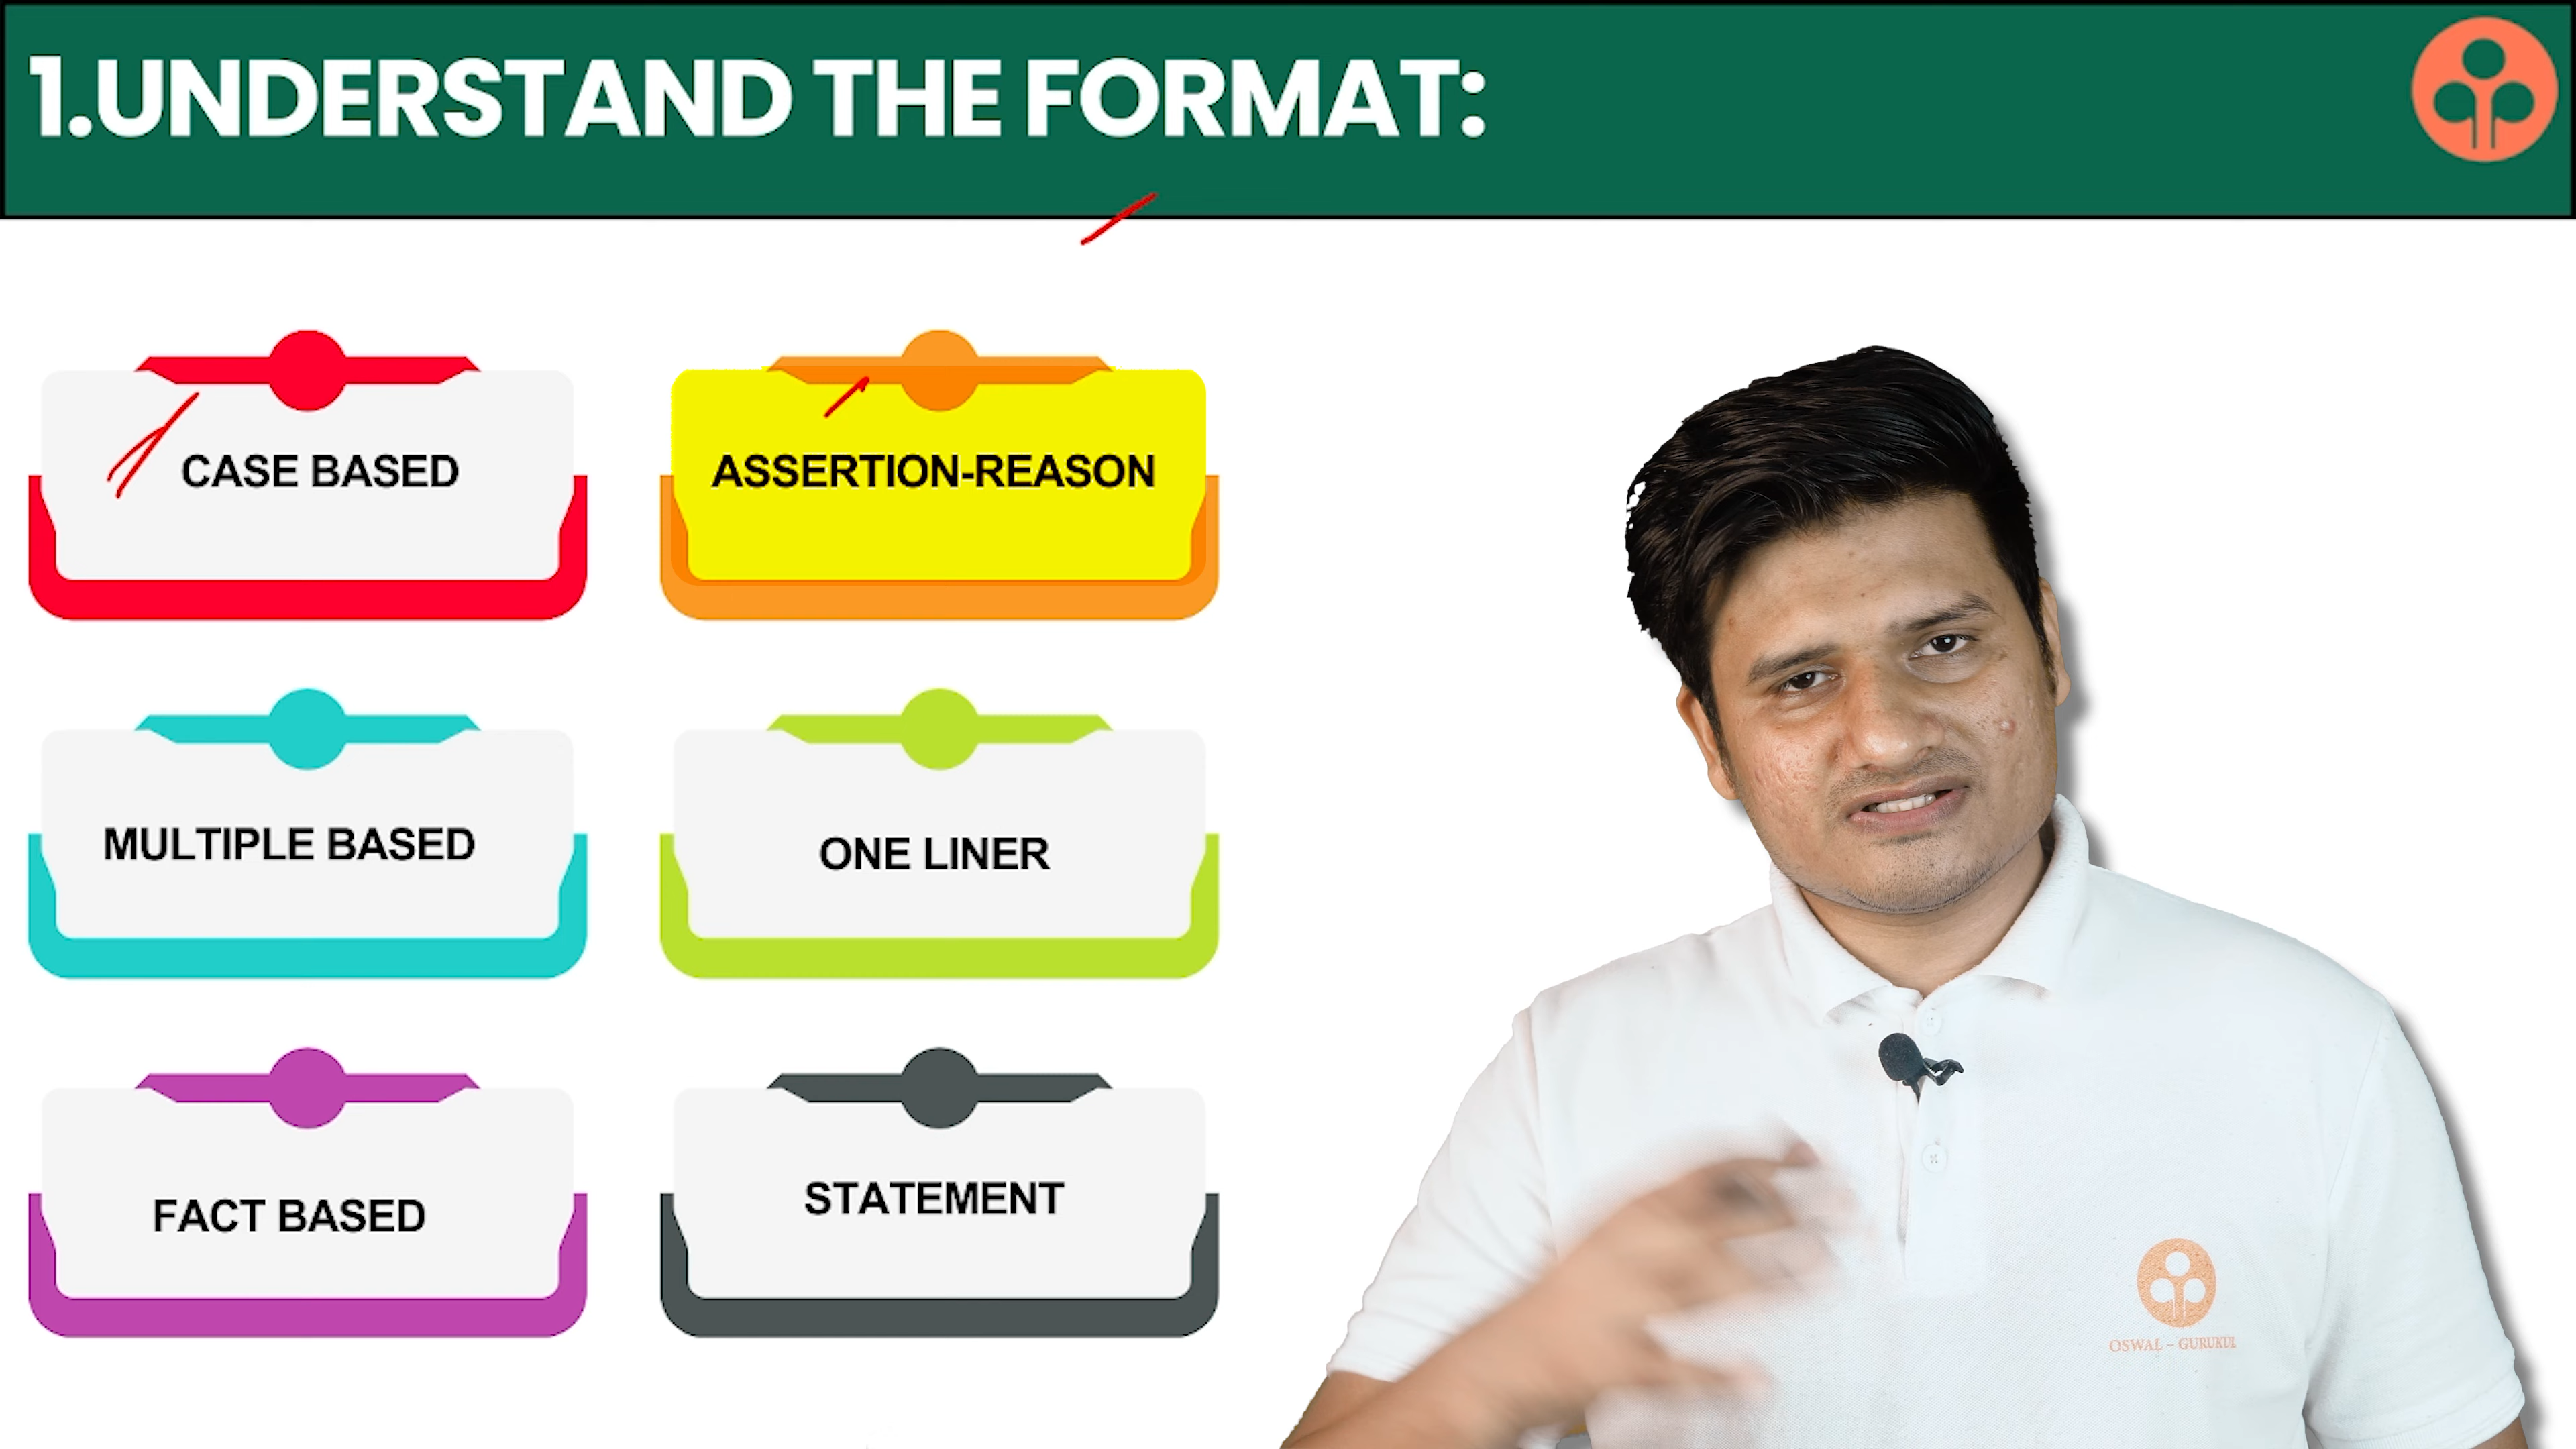 1.UNDERSTAND THE FORMAT:
CASE BASED
ASSERTION-REASON
MULTIPLE BASED
ONE LINER
FACT BASED
STATEMENT
OSWAL – GURUKUL